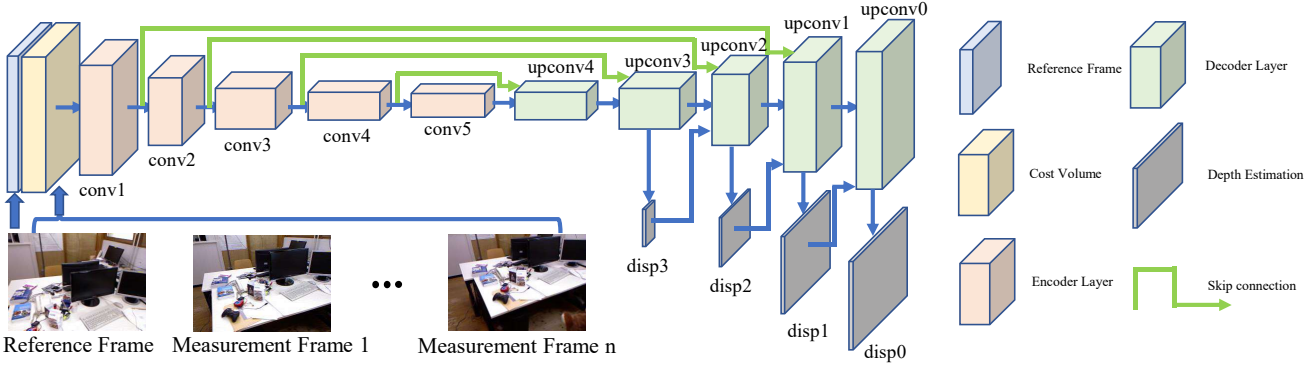 upconv1
upconv0
upconv2
upconv3
upconv4
conv5
conv4
conv3
conv2
conv1
disp3
disp2
disp1
disp0
Reference Frame
Measurement Frame 1
...
Measurement Frame n
Reference Frame
Decoder Layer
Cost Volume
Depth Estimation
Encoder Layer
Skip connection